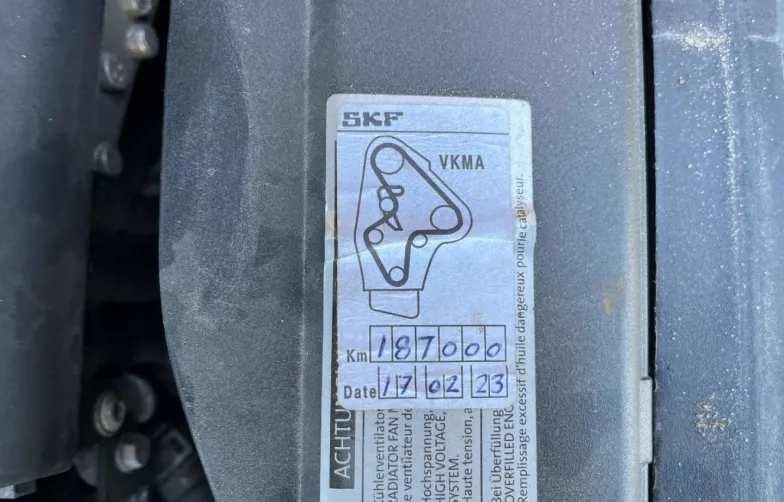 SKF
VKMA
Km 187000
Date 17 02 23
ACHTU
ühlerventilator
RADIATOR FAN M
e ventilateur de
Hochspannung,
HIGH VOLTAGE,
Haute tension, a
SYSTEM.
Bei Überfüllung
OVERFILLED ENG
Remplissage excessif d'huile dangereux pour le catalyseur.